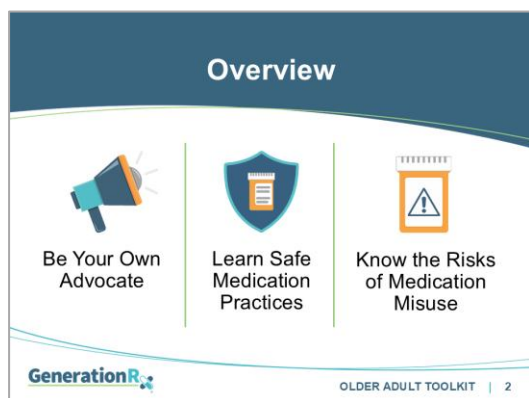 Overview
Be Your Own
Advocate
Learn Safe
Medication
Practices
Know the Risks
of Medication
Misuse
GenerationRx
OLDER ADULT TOOLKIT | 2